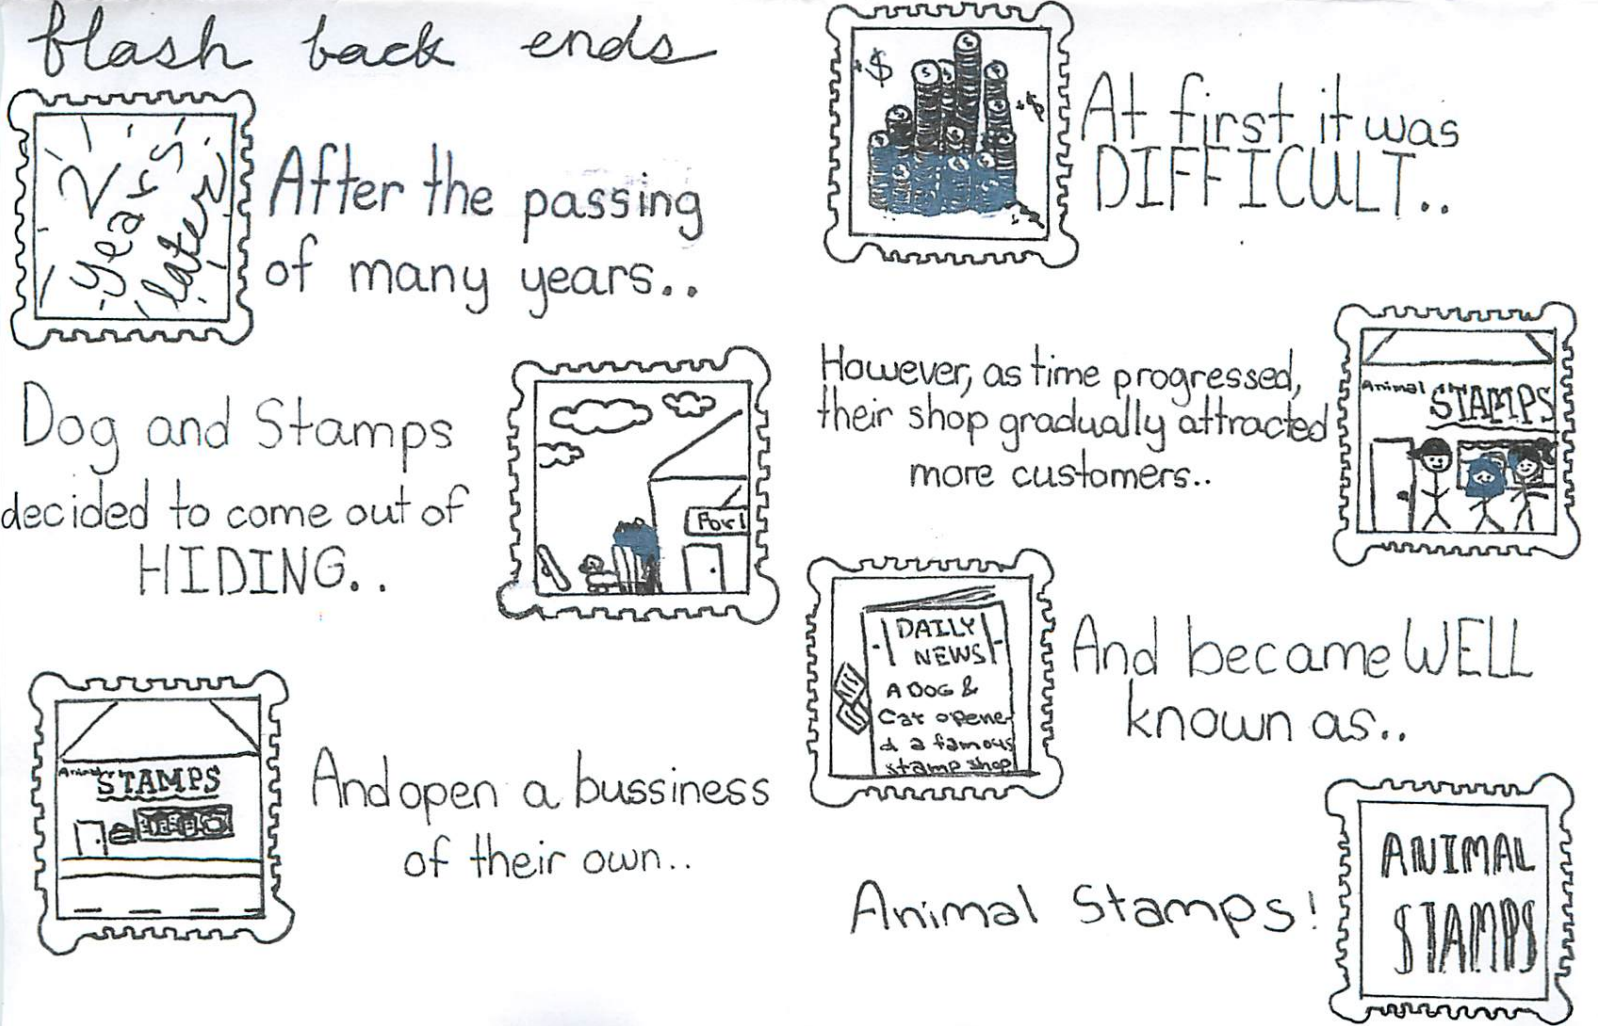 flash back ends
2
years
later
After the passing
of many years..
Dog and Stamps
decided to come out of
HIDING..
For
Animal
STAMPS
And open a bussiness
of their own..
$
$
At first it was
DIFFICULT..
However, as time progressed,
their shop gradually attracted
more customers..
Animal
STAMPS
DAILY
NEWS
A DOG &
Cat opene-
d a famous
stamp shop
And became WELL
known as..
Animal Stamps!
ANIMAL
STAMPS